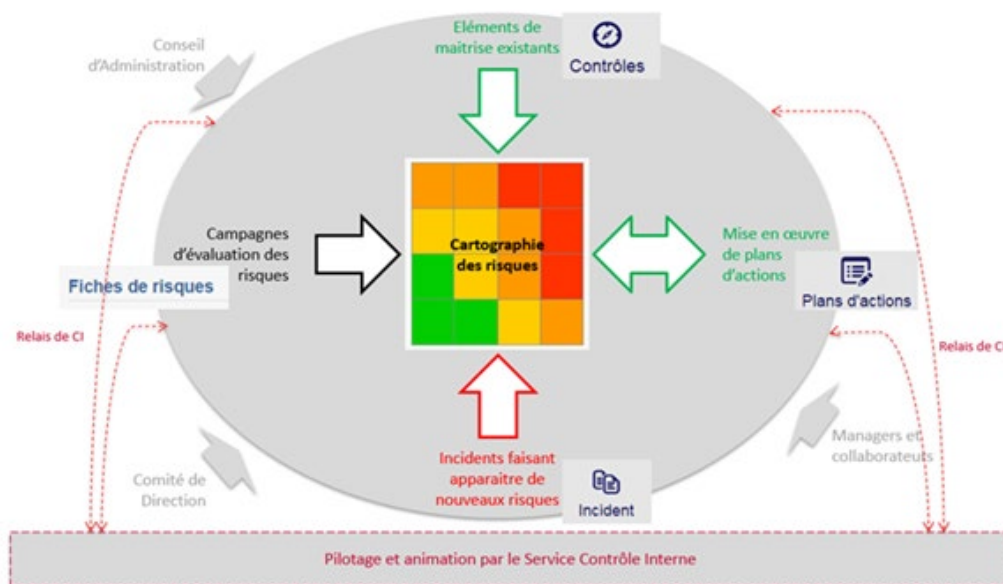 Conseil
d'Administration
Eléments de
maitrise existants
Contrôles
Campagnes
d'évaluation des
risques
Fiches de risques
Cartographie
des risques
Mise en œuvre
de plans
d'actions
Plans d'actions
Relais de CI
Relais de CI
Incidents faisant
apparaitre de
nouveaux risques
Incident
Comité de
Direction
Managers et
collaborateurs
Pilotage et animation par le Service Contrôle Interne